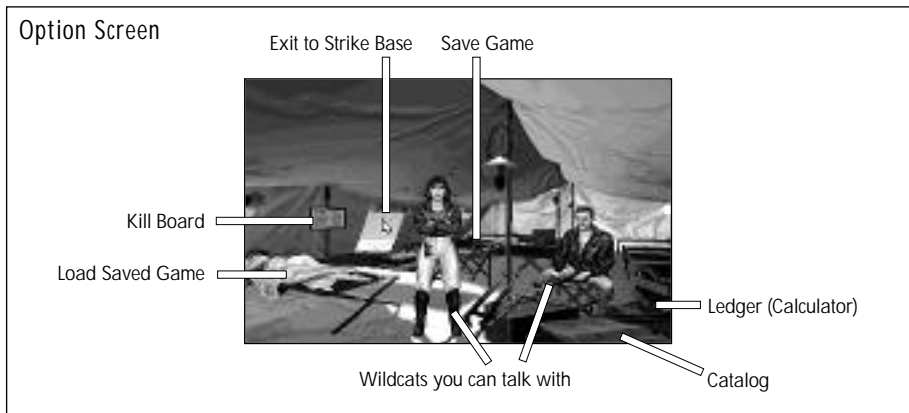 Option Screen
Exit to Strike Base
Save Game
Kill Board
Load Saved Game
Ledger (Calculator)
Wildcats you can talk with
Catalog